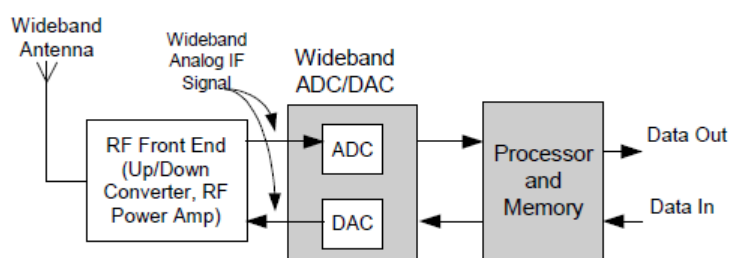 Wideband
Antenna
Wideband
Analog IF
Signal
Wideband
ADC/DAC
RF Front End
(Up/Down
Converter, RF
Power Amp)
ADC
DAC
Processor
and
Memory
Data Out
Data In